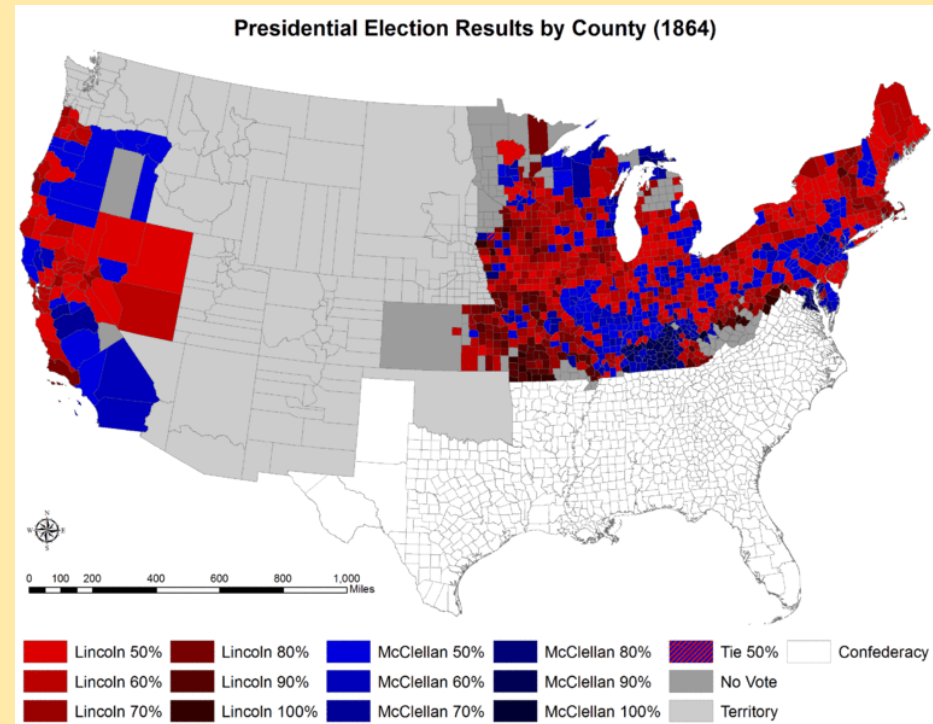 Presidential Election Results by County (1864)
N
W E
S
0 100 200 400 600 800 1,000
Miles
Lincoln 50% Lincoln 80% McClellan 50% McClellan 80% Tie 50% Confederacy
Lincoln 60% Lincoln 90% McClellan 60% McClellan 90% No Vote
Lincoln 70% Lincoln 100% McClellan 70% McClellan 100% Territory